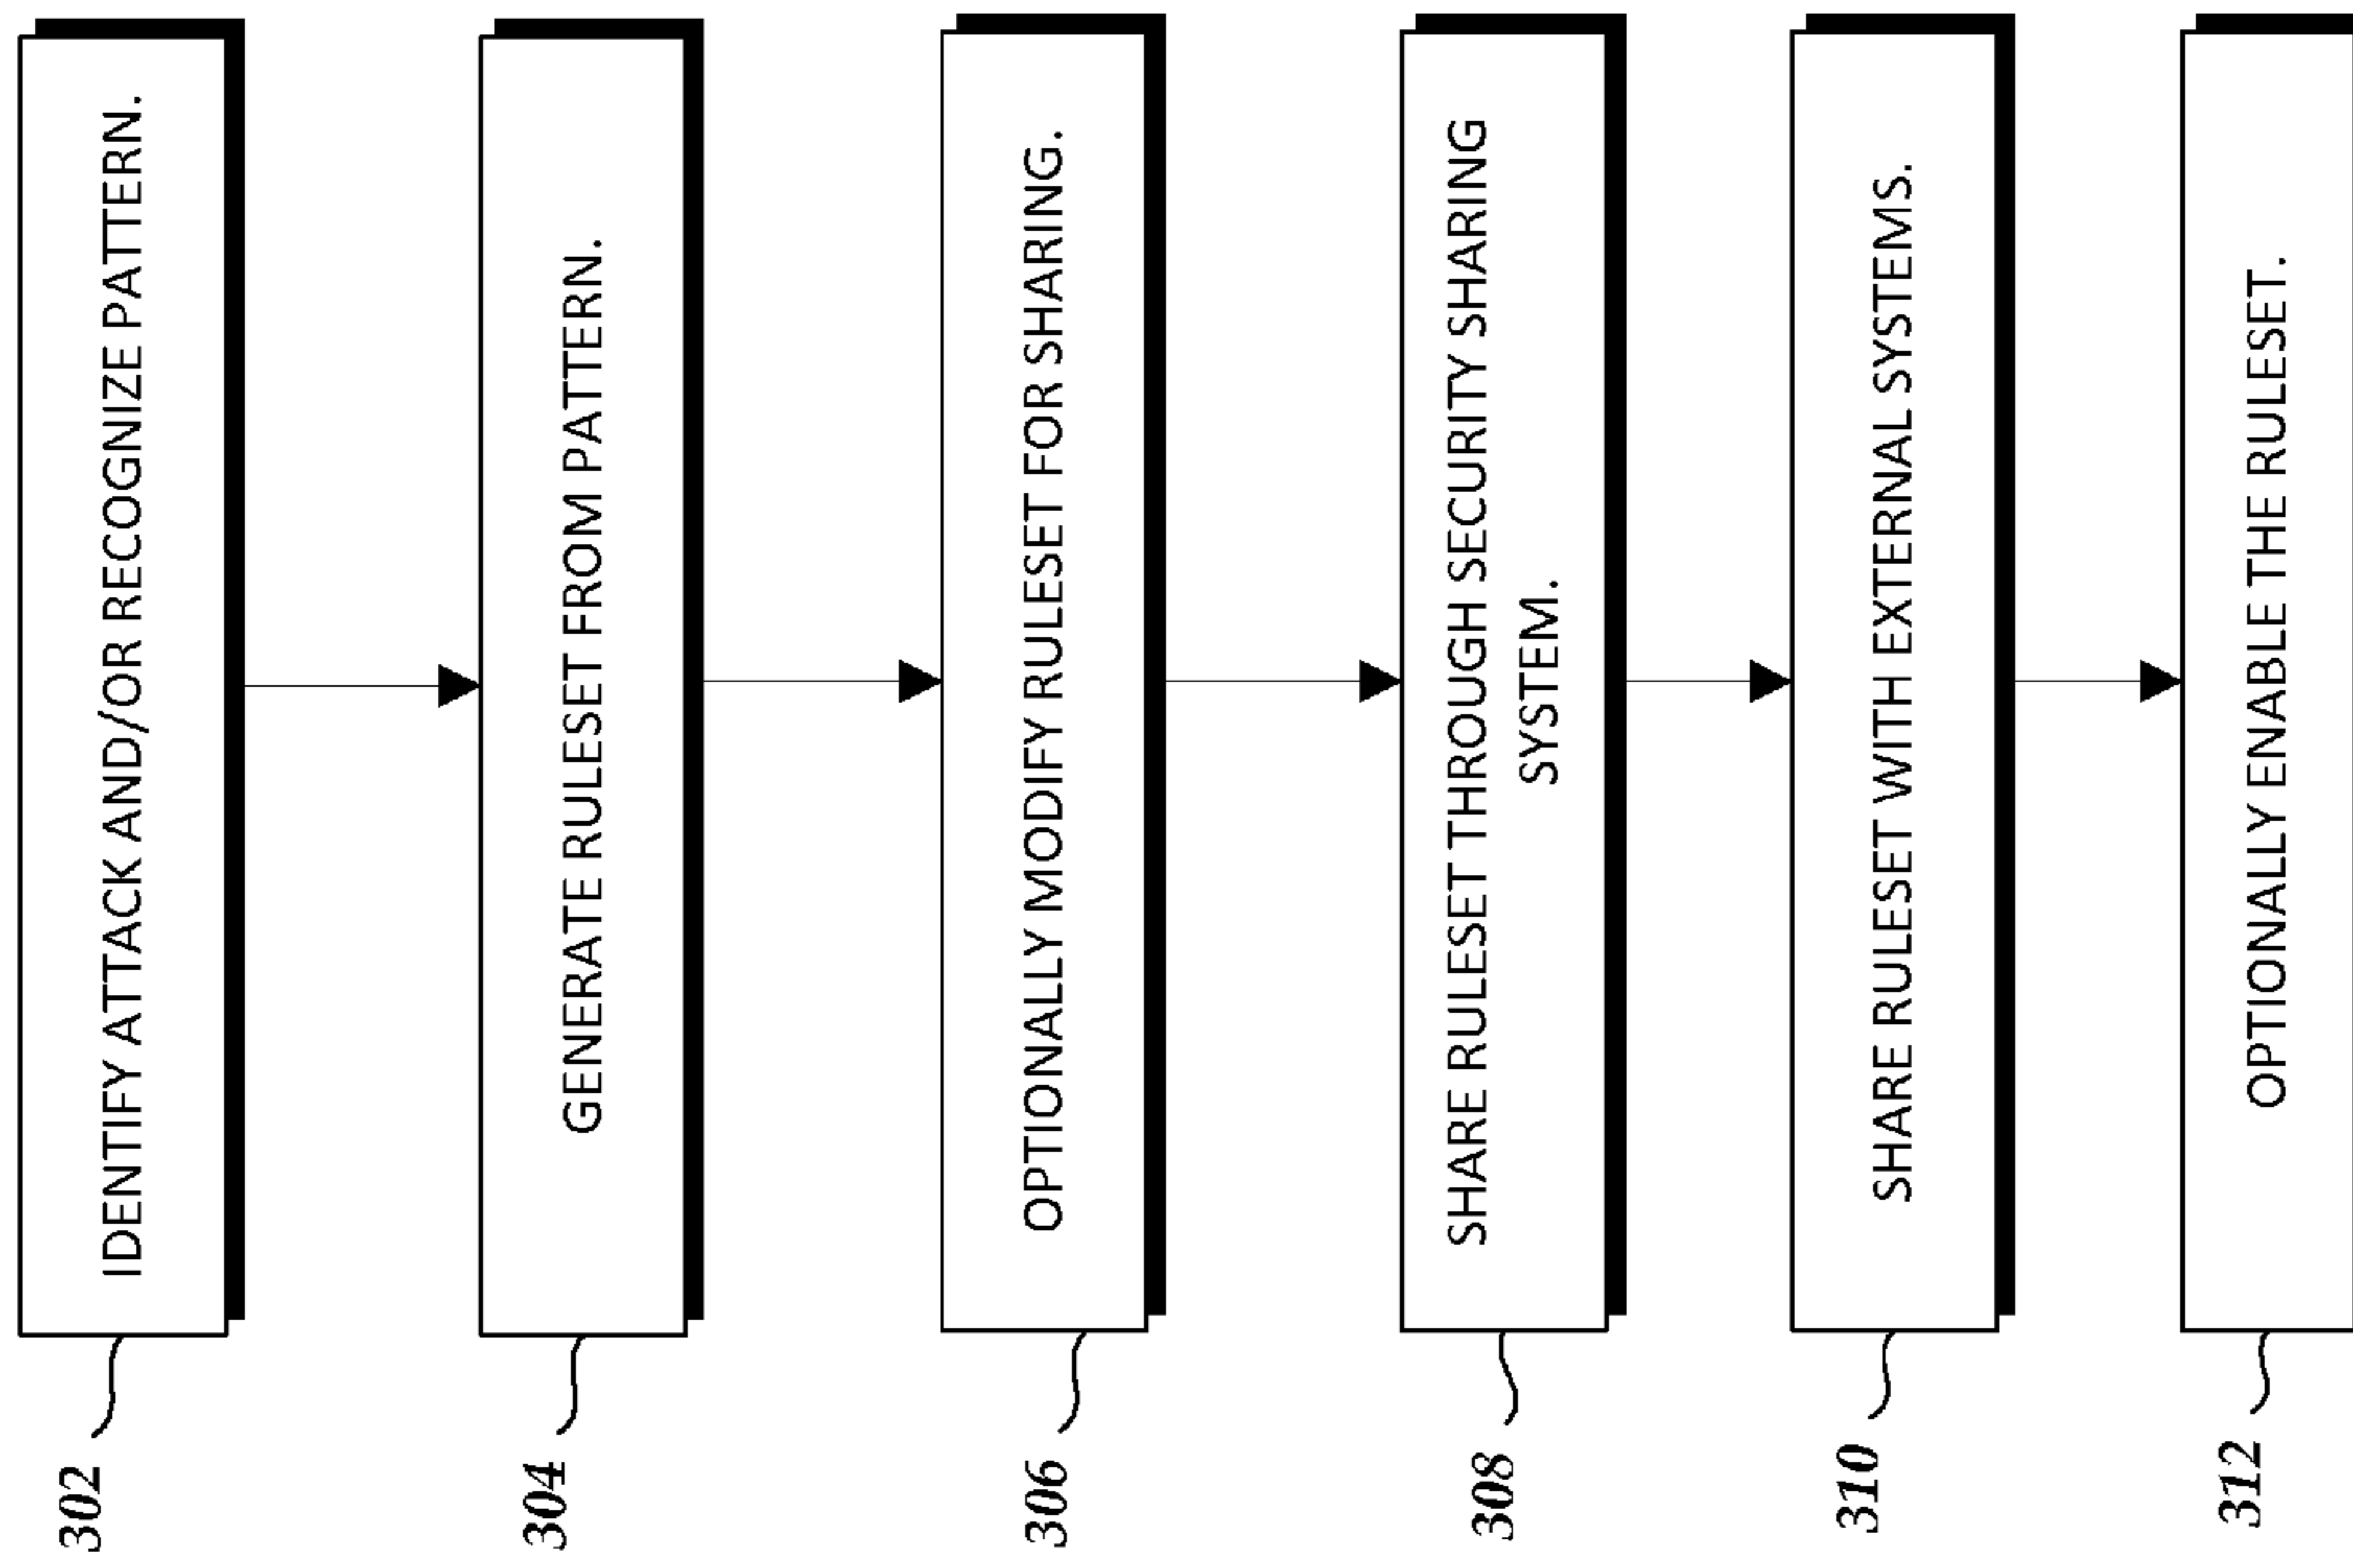 302
IDENTIFY ATTACK AND/OR RECOGNIZE PATTERN.
304
GENERATE RULESET FROM PATTERN.
306
OPTIONALLY MODIFY RULESET FOR SHARING.
308
SHARE RULESET THROUGH SECURITY SHARING
SYSTEM.
310
SHARE RULESET WITH EXTERNAL SYSTEMS.
312
OPTIONALLY ENABLE THE RULESET.